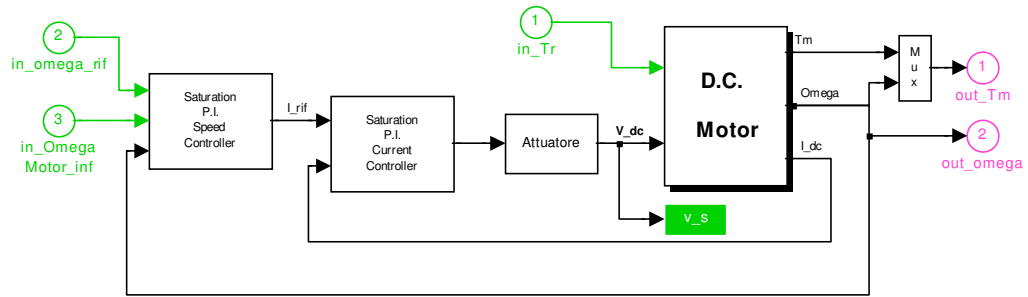 2
in_omega_rif
3
in_Omega
Motor_inf
Saturation
P.I.
Speed
Controller
I_rif
Saturation
P.I.
Current
Controller
Attuatore
V_dc
v_s
1
in_Tr
D.C.
Motor
Tm
Omega
I_dc
M
u
x
1
out_Tm
2
out_omega